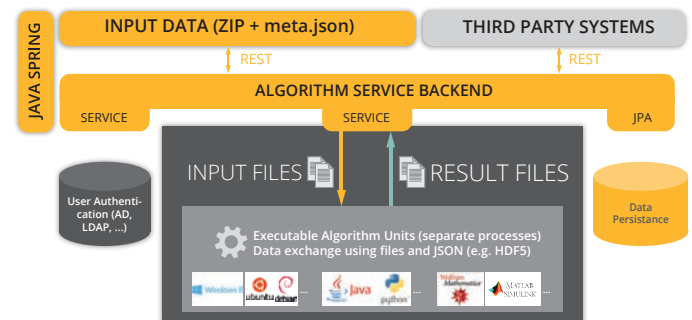 JAVA SPRING
INPUT DATA (ZIP + meta.json)
THIRD PARTY SYSTEMS
REST
REST
ALGORITHM SERVICE BACKEND
SERVICE
SERVICE
JPA
INPUT FILES
RESULT FILES
User Authenti-
cation (AD,
LDAP, ...)
Data
Persistance
Executable Algorithm Units (separate processes)
Data exchange using files and JSON (e.g. HDF5)
Windows 8
ubuntu
debian
...
Java
python
...
Wolfram
Mathematica
MATLAB
SIMULINK
...